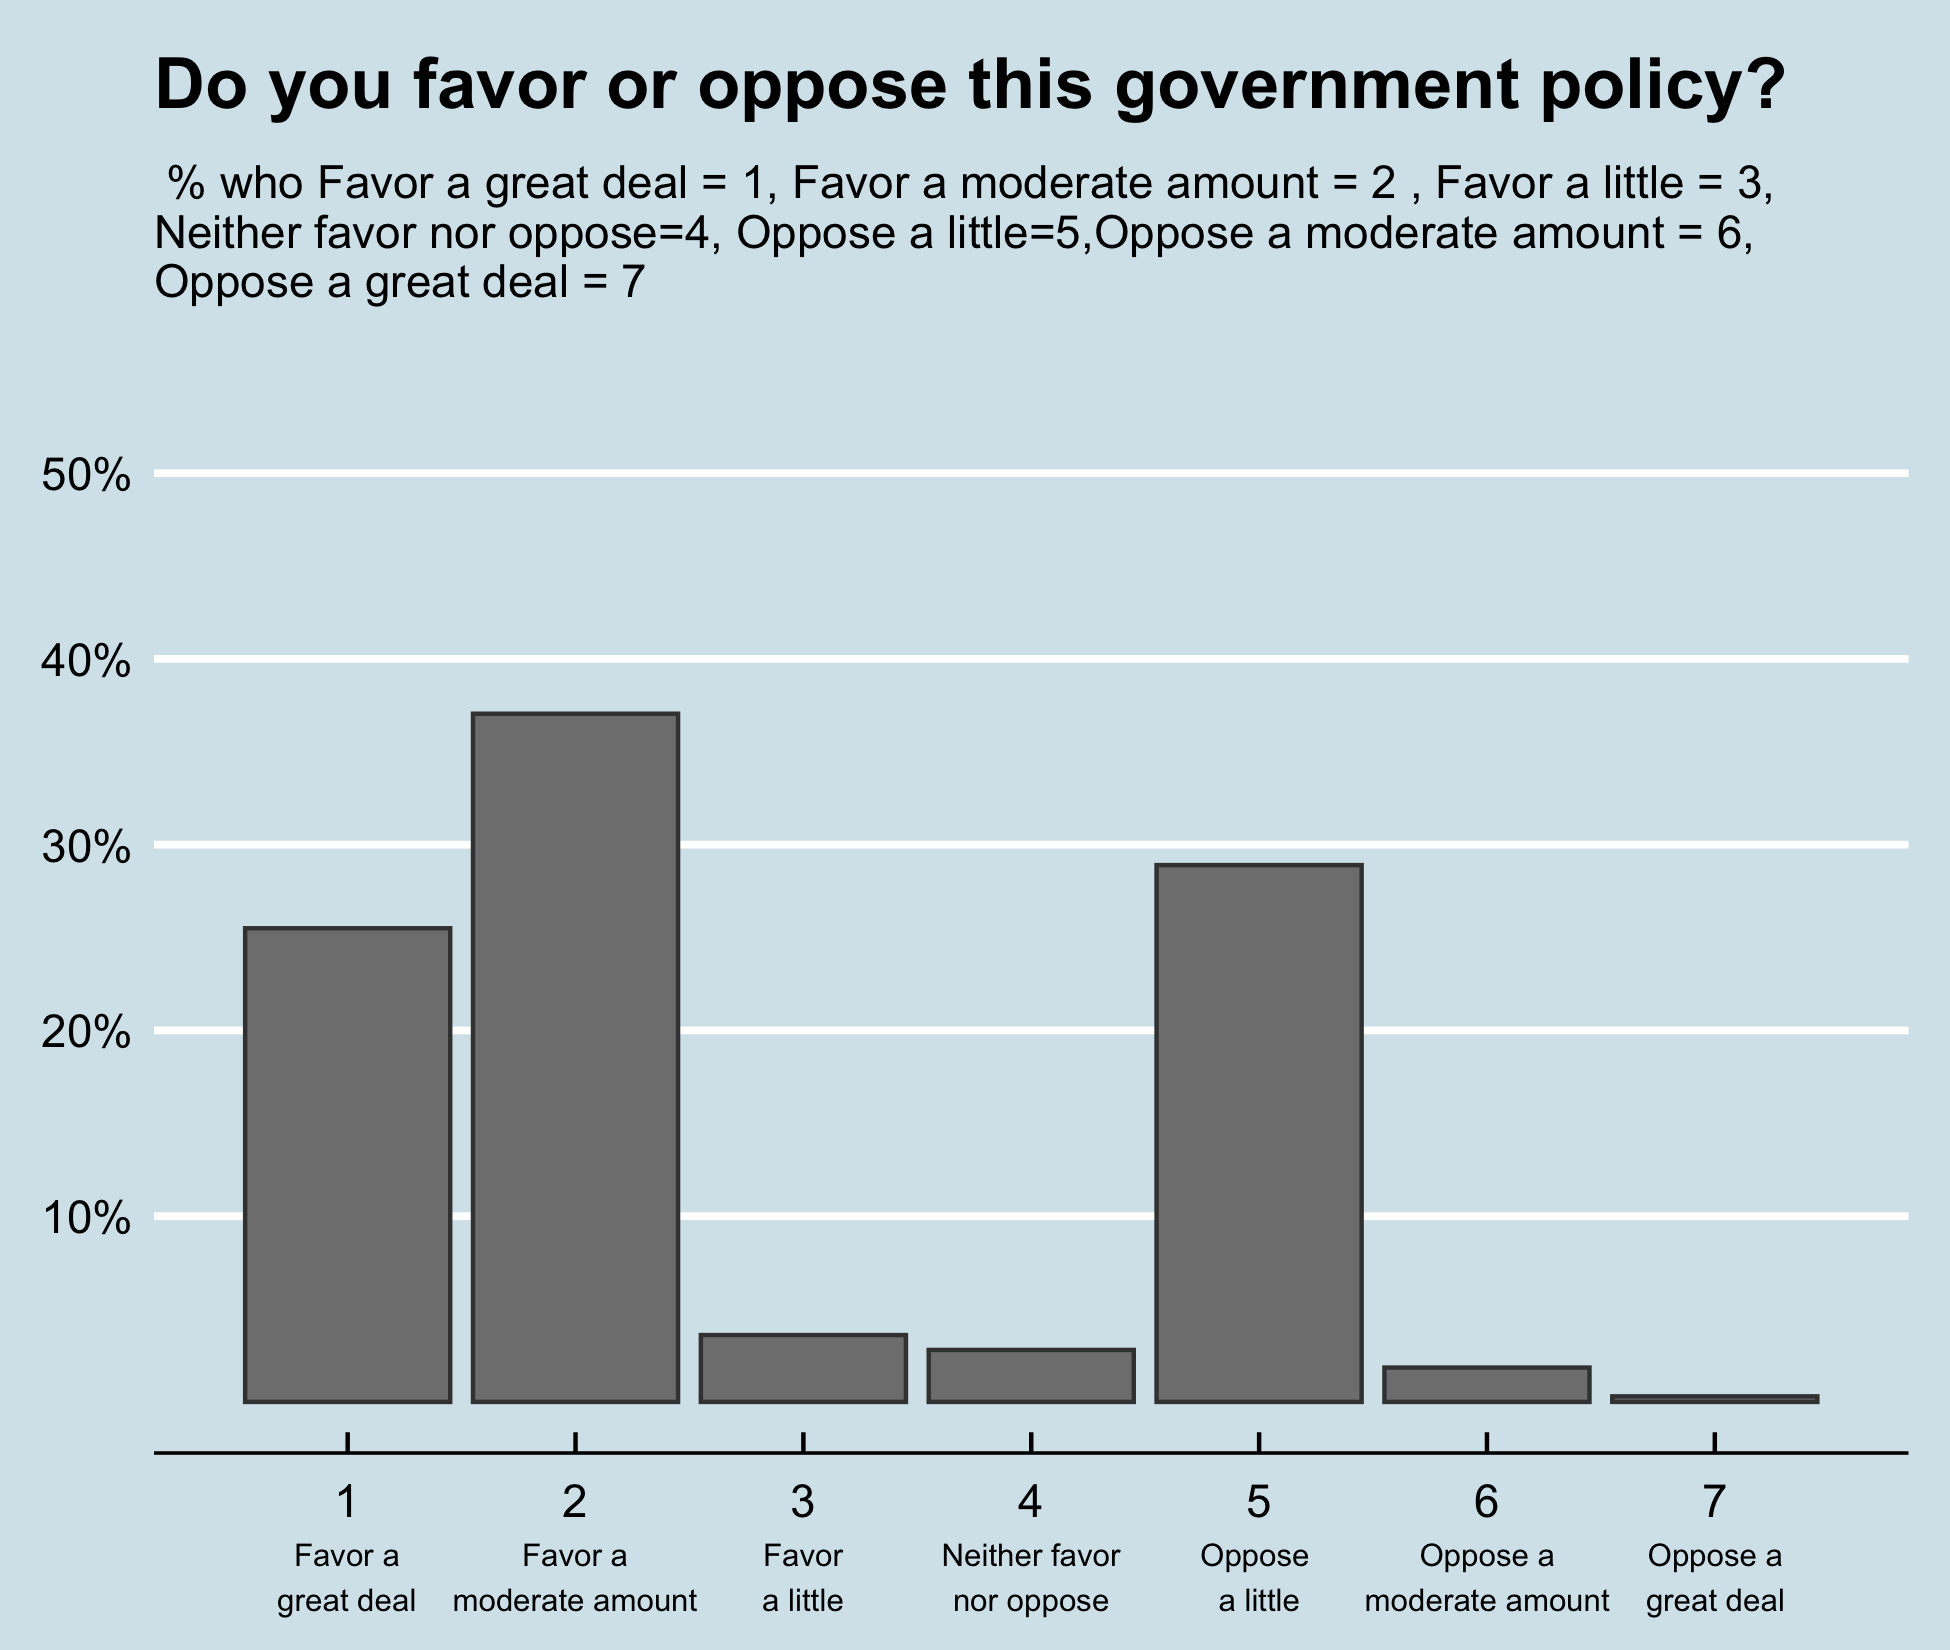 Do you favor or oppose this government policy?
% who Favor a great deal = 1, Favor a moderate amount = 2 , Favor a little = 3,
Neither favor nor oppose=4, Oppose a little=5,Oppose a moderate amount = 6,
Oppose a great deal = 7
50%
40%
30%
20%
10%
1 2 3 4 5 6 7
Favor a Favor a Favor Neither favor Oppose Oppose a Oppose a
great deal moderate amount a little nor oppose a little moderate amount great deal